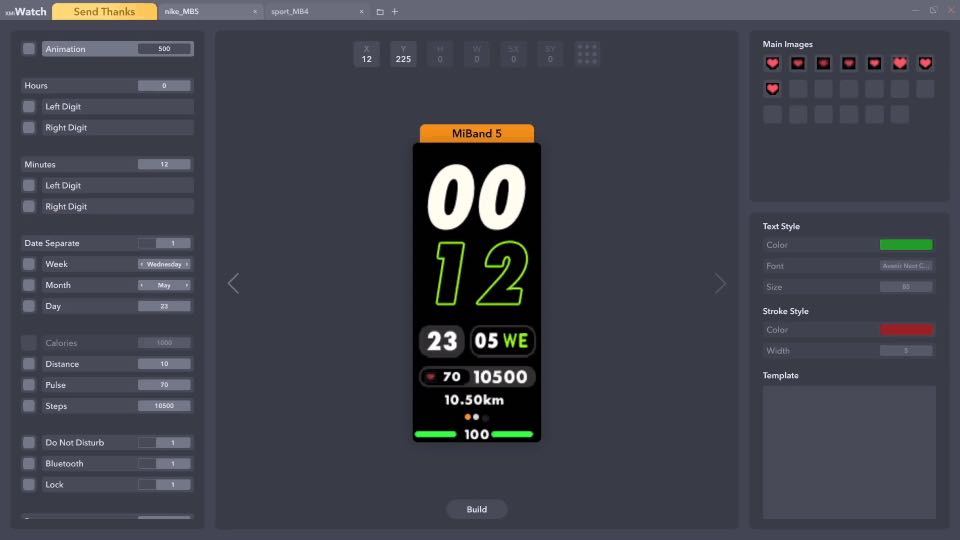 XMiWatch
Send Thanks
nike_MB5 ×
sport_MB4 ×
+
Animation 500
Hours 0
Left Digit
Right Digit
Minutes 12
Left Digit
Right Digit
Date Separate 1
Week ‹ Wednesday ›
Month ‹ May ›
Day 23
Calories 1000
Distance 10
Pulse 70
Steps 10500
Do Not Disturb 1
Bluetooth 1
Lock 1
X 12
Y 225
H 0
W 0
SX 0
SY 0
MiBand 5
00
12
23 05 WE
70 10500
10.50km
100
Build
Main Images
Text Style
Color
Font Avenir Next C...
Size 80
Stroke Style
Color
Width 5
Template